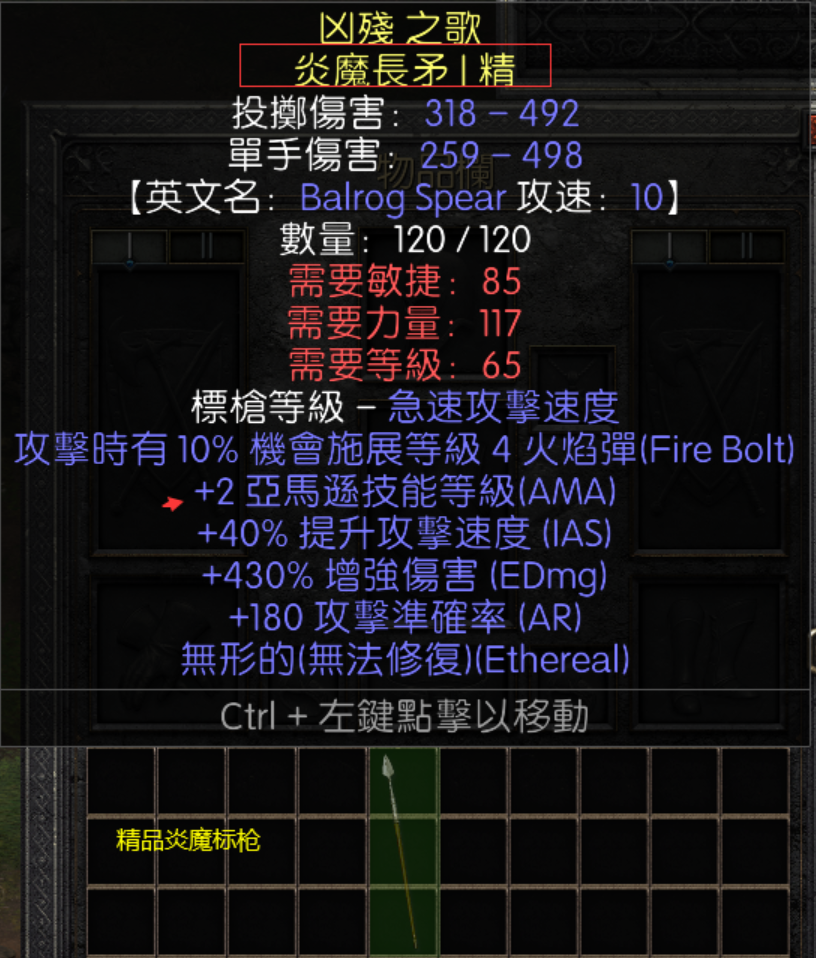 凶殘 之歌
炎魔長矛 | 精
投擲傷害: 318 – 492
單手傷害: 259 – 498
物品欄
【英文名: Balrog Spear 攻速: 10】
數量: 120 / 120
需要敏捷: 85
需要力量: 117
需要等級: 65
標槍等級 – 急速攻擊速度
攻擊時有 10% 機會施展等級 4 火焰彈(Fire Bolt)
+2 亞馬遜技能等級(AMA)
+40% 提升攻擊速度 (IAS)
+430% 增強傷害 (EDmg)
+180 攻擊準確率 (AR)
無形的(無法修復)(Ethereal)
Ctrl + 左鍵點擊以移動
精品炎魔标枪